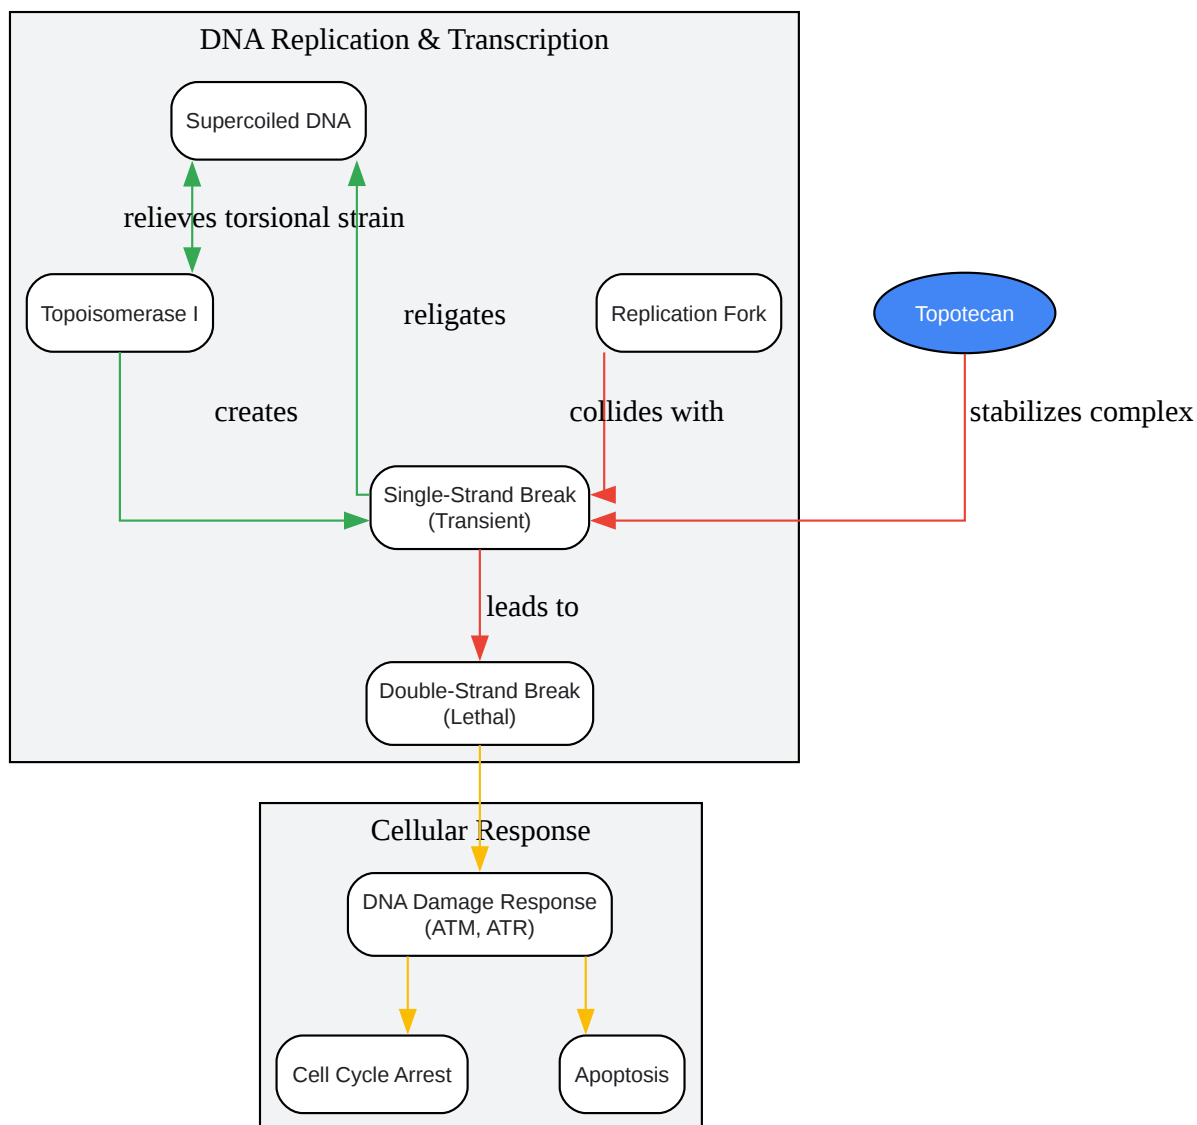 DNA Replication & Transcription
Supercoiled DNA
relieves torsional strain
Topoisomerase I
religates
Replication Fork
Topotecan
creates
collides with
stabilizes complex
Single-Strand Break
(Transient)
leads to
Double-Strand Break
(Lethal)
Cellular Response
DNA Damage Response
(ATM, ATR)
Cell Cycle Arrest
Apoptosis